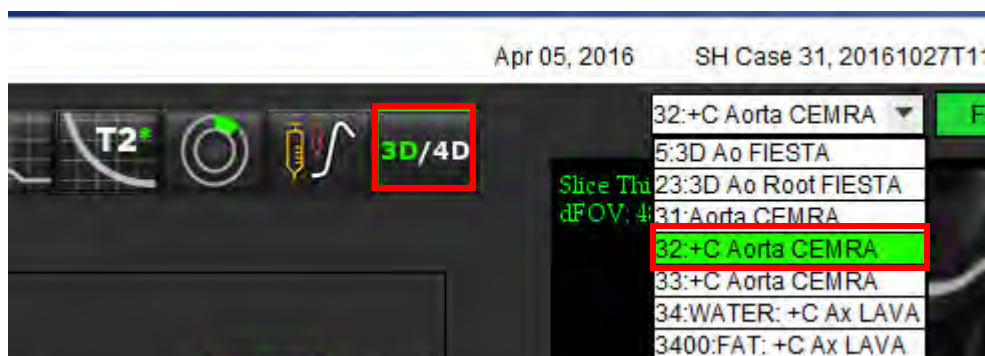 Apr 05, 2016 SH Case 31, 20161027T11
T2*
3D/4D
32:+C Aorta CEMRA
F
5:3D Ao FIESTA
Slice Thi
23:3D Ao Root FIESTA
dFOV: 4
31:Aorta CEMRA
32:+C Aorta CEMRA
33:+C Aorta CEMRA
34:WATER: +C Ax LAVA
3400:FAT: +C Ax LAVA